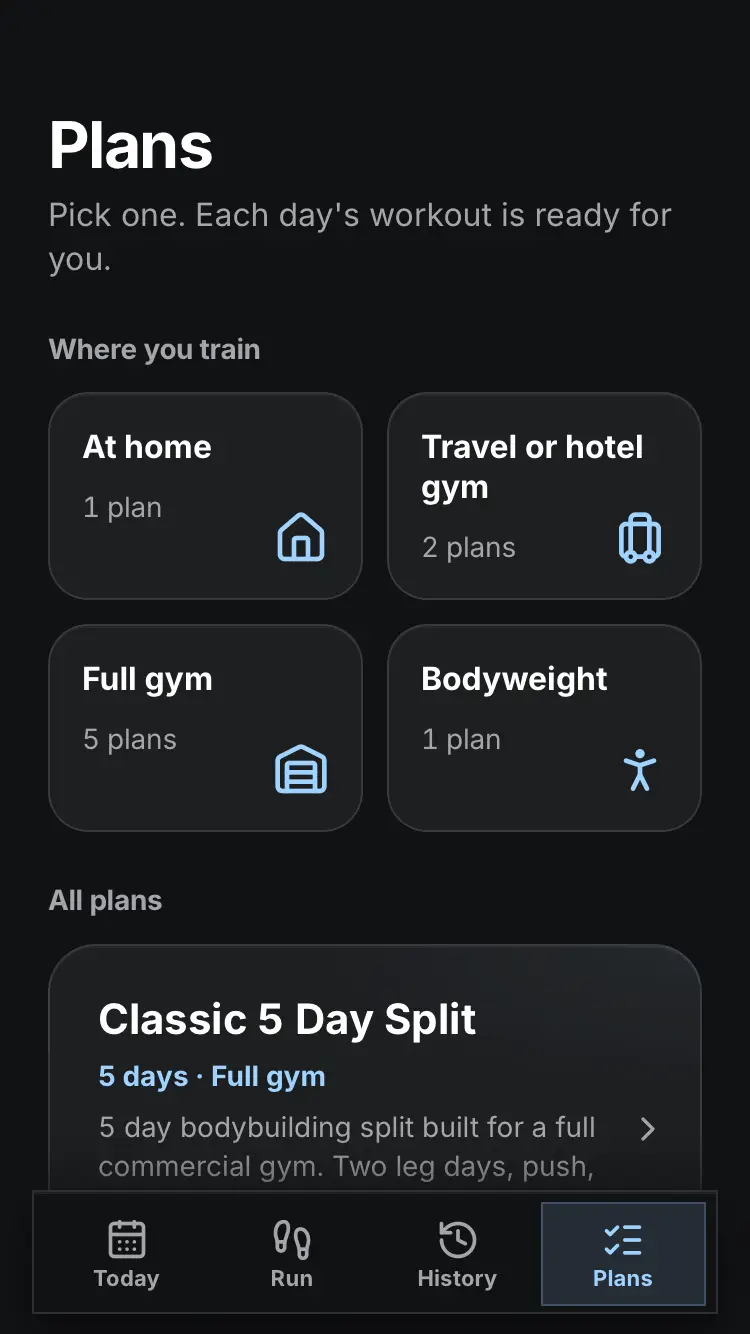 Plans
Pick one. Each day's workout is ready for
you.
Where you train
At home
1 plan
Travel or hotel
gym
2 plans
Full gym
5 plans
Bodyweight
1 plan
All plans
Classic 5 Day Split
5 days · Full gym
5 day bodybuilding split built for a full
commercial gym. Two leg days, push,
Today
Run
History
Plans